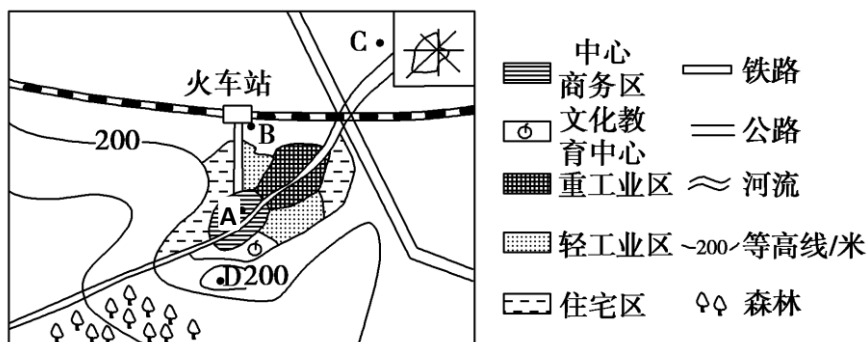 C
火车站
B
200
A
D200
中心
商务区
铁路
文化教
育中心
公路
重工业区
河流
轻工业区
-200-
等高线/米
住宅区
森林